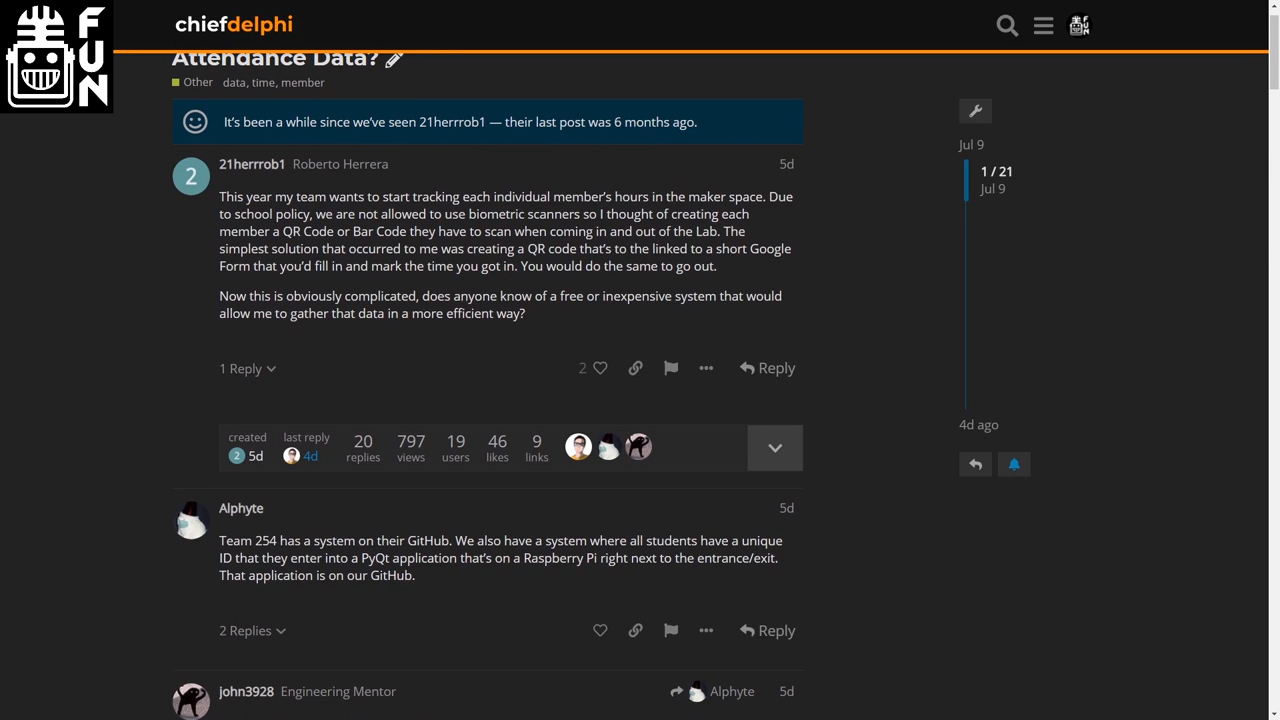 FUN
chiefdelphi
FUN
Attendance Data?
Other data, time, member
It's been a while since we've seen 21herrrob1 — their last post was 6 months ago.
Jul 9
2
21herrrob1 Roberto Herrera
5d
1 / 21
Jul 9
This year my team wants to start tracking each individual member's hours in the maker space. Due
to school policy, we are not allowed to use biometric scanners so I thought of creating each
member a QR Code or Bar Code they have to scan when coming in and out of the Lab. The
simplest solution that occurred to me was creating a QR code that's to the linked to a short Google
Form that you'd fill in and mark the time you got in. You would do the same to go out.
Now this is obviously complicated, does anyone know of a free or inexpensive system that would
allow me to gather that data in a more efficient way?
1 Reply
2
Reply
4d ago
created last reply 20 797 19 46 9
2 5d 4d replies views users likes links
Alphyte
5d
Team 254 has a system on their GitHub. We also have a system where all students have a unique
ID that they enter into a PyQt application that's on a Raspberry Pi right next to the entrance/exit.
That application is on our GitHub.
2 Replies
Reply
john3928 Engineering Mentor
Alphyte 5d